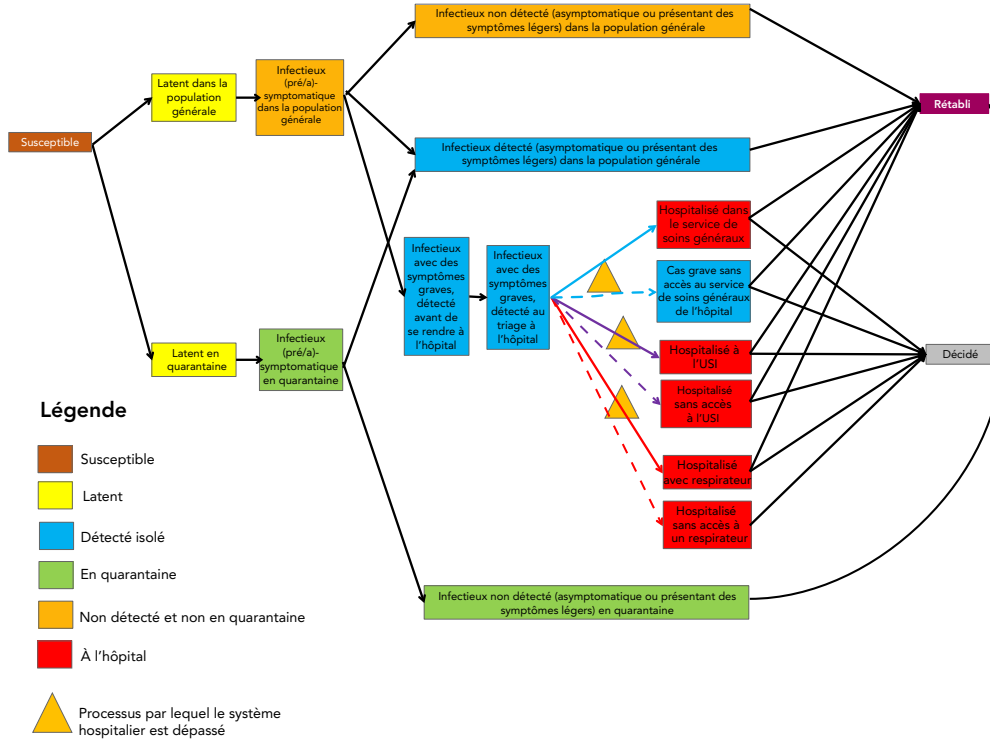 Infectieux non détecté (asymptomatique ou présentant des
symptômes légers) dans la population générale
Infectieux
(pré/a)-
symptomatique
dans la population
générale
Latent dans la
population
générale
Rétabli
Susceptible
Infectieux détecté (asymptomatique ou présentant des
symptômes légers) dans la population générale
Hospitalisé dans
le service de
soins généraux
Infectieux
avec des
symptômes
graves,
détecté
avant de
se rendre à
l'hôpital
Infectieux
avec des
symptômes
graves,
détecté au
triage à
l'hôpital
Cas grave sans
accès au service
de soins généraux
de l'hôpital
Latent en
quarantaine
Infectieux
(pré/a)-
symptomatique
en quarantaine
Hospitalisé à
l'USI
Décidé
Hospitalisé
sans accès
à l'USI
Hospitalisé
avec respirateur
Hospitalisé
sans accès à
un respirateur
Infectieux non détecté (asymptomatique ou présentant des
symptômes légers) en quarantaine
Légende
Susceptible
Latent
Détecté isolé
En quarantaine
Non détecté et non en quarantaine
À l'hôpital
Processus par lequel le système
hospitalier est dépassé